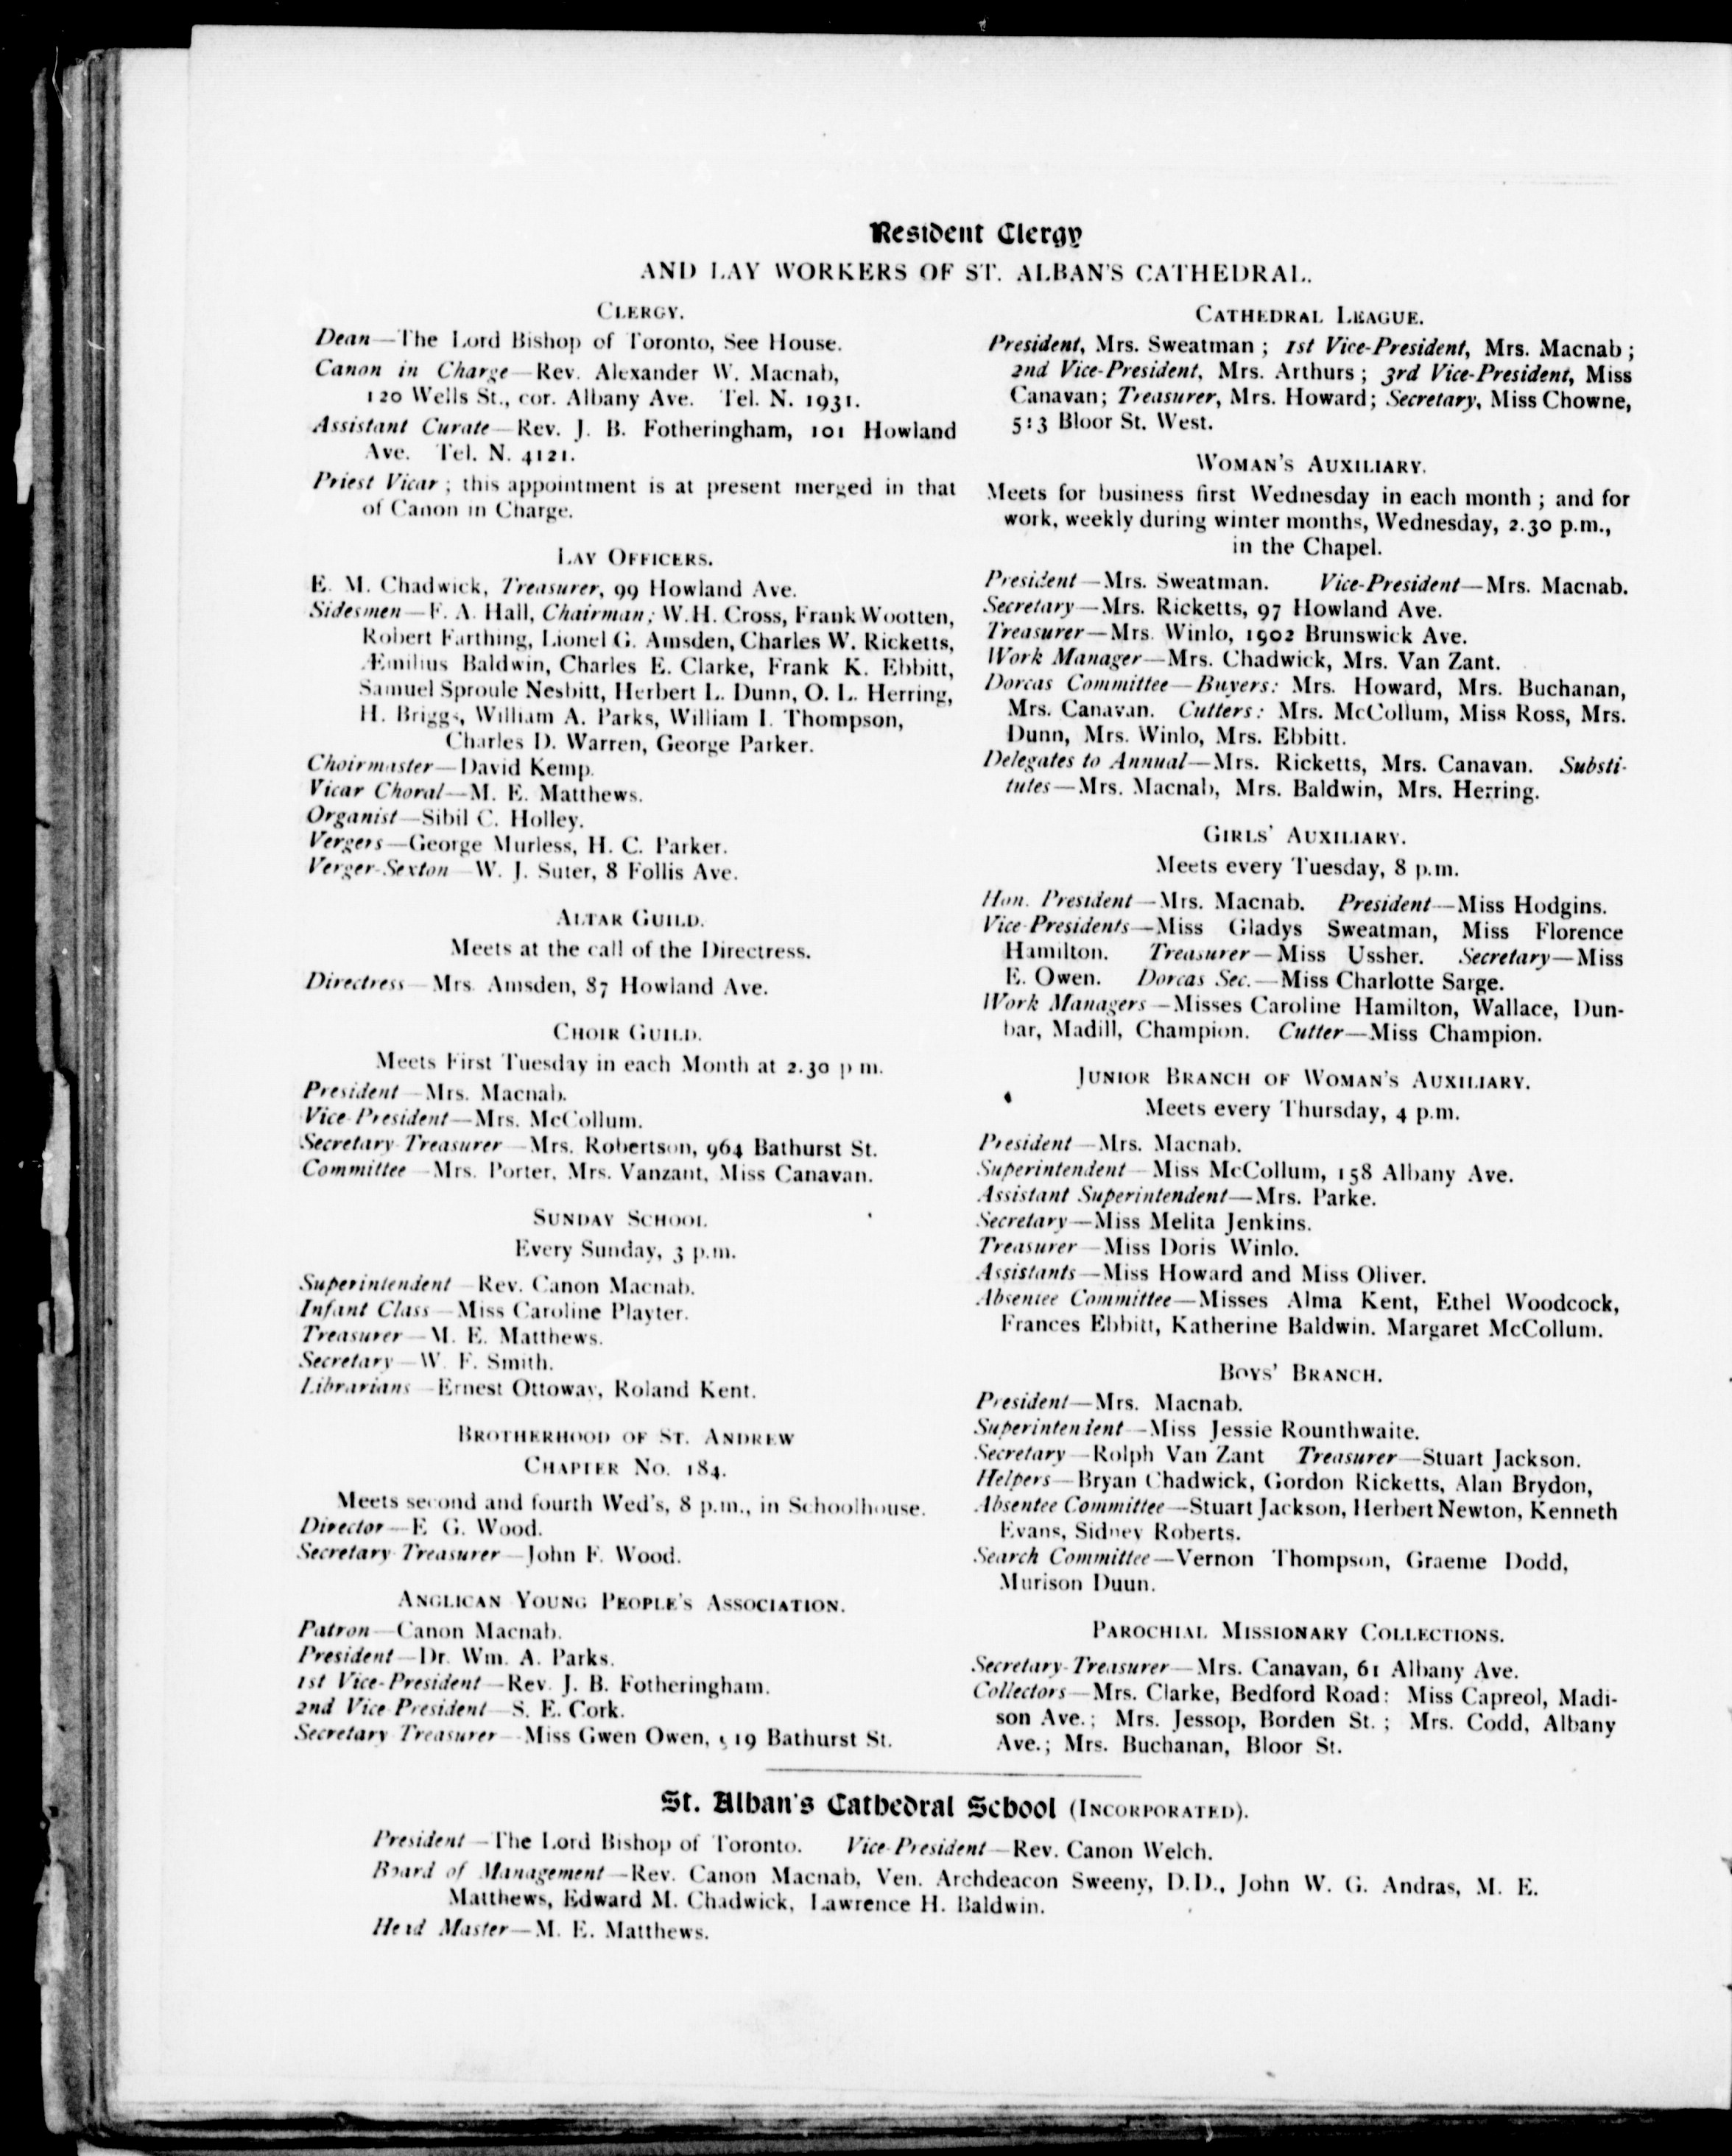 Resident Clergy
AND LAY WORKERS OF ST. ALBAN'S CATHEDRAL.
CLERGY.
Dean—The Lord Bishop of Toronto, See House.
Canon in Charge—Rev. Alexander W. Macnab,
120 Wells St., cor. Albany Ave. Tel. N. 1931.
Assistant Curate—Rev. J. B. Fotheringham, 101 Howland
Ave. Tel. N. 4121.
Priest Vicar; this appointment is at present merged in that
of Canon in Charge.
LAY OFFICERS.
E. M. Chadwick, Treasurer, 99 Howland Ave.
Sidesmen—F. A. Hall, Chairman; W. H. Cross, Frank Wootten,
Robert Farthing, Lionel G. Amsden, Charles W. Ricketts,
Æmilius Baldwin, Charles E. Clarke, Frank K. Ebbitt,
Samuel Sproule Nesbitt, Herbert L. Dunn, O. L. Herring,
H. Briggs, William A. Parks, William I. Thompson,
Charles D. Warren, George Parker.
Choirmaster—David Kemp.
Vicar Choral—M. E. Matthews.
Organist—Sibil C. Holley.
Vergers—George Murless, H. C. Parker.
Verger-Sexton—W. J. Suter, 8 Follis Ave.
ALTAR GUILD.
Meets at the call of the Directress.
Directress—Mrs. Amsden, 87 Howland Ave.
CHOIR GUILD.
Meets First Tuesday in each Month at 2.30 p m.
President—Mrs. Macnab.
Vice-President—Mrs. McCollum.
Secretary-Treasurer—Mrs. Robertson, 964 Bathurst St.
Committee—Mrs. Porter, Mrs. Vanzant, Miss Canavan.
SUNDAY SCHOOL
Every Sunday, 3 p.m.
Superintendent—Rev. Canon Macnab.
Infant Class—Miss Caroline Playter.
Treasurer—M. E. Matthews.
Secretary—W. F. Smith.
Librarians—Ernest Ottoway, Roland Kent.
BROTHERHOOD OF ST. ANDREW
CHAPTER NO. 184.
Meets second and fourth Wed's, 8 p.m., in Schoolhouse.
Director—E. G. Wood.
Secretary-Treasurer—John F. Wood.
ANGLICAN YOUNG PEOPLE'S ASSOCIATION.
Patron—Canon Macnab.
President—Dr. Wm. A. Parks.
1st Vice-President—Rev. J. B. Fotheringham.
2nd Vice President—S. E. Cork.
Secretary Treasurer—Miss Gwen Owen, 19 Bathurst St.
CATHEDRAL LEAGUE.
President, Mrs. Sweatman; 1st Vice-President, Mrs. Macnab;
2nd Vice-President, Mrs. Arthurs; 3rd Vice-President, Miss
Canavan; Treasurer, Mrs. Howard; Secretary, Miss Chowne,
513 Bloor St. West.
WOMAN'S AUXILIARY.
Meets for business first Wednesday in each month; and for
work, weekly during winter months, Wednesday, 2.30 p.m.,
in the Chapel.
President—Mrs. Sweatman. Vice-President—Mrs. Macnab.
Secretary—Mrs. Ricketts, 97 Howland Ave.
Treasurer—Mrs. Winlo, 1902 Brunswick Ave.
Work Manager—Mrs. Chadwick, Mrs. Van Zant.
Dorcas Committee—Buyers: Mrs. Howard, Mrs. Buchanan,
Mrs. Canavan. Cutters: Mrs. McCollum, Miss Ross, Mrs.
Dunn, Mrs. Winlo, Mrs. Ebbitt.
Delegates to Annual—Mrs. Ricketts, Mrs. Canavan. Substi-
tutes—Mrs. Macnab, Mrs. Baldwin, Mrs. Herring.
GIRLS' AUXILIARY.
Meets every Tuesday, 8 p.m.
Hon. President—Mrs. Macnab. President—Miss Hodgins.
Vice-Presidents—Miss Gladys Sweatman, Miss Florence
Hamilton. Treasurer—Miss Ussher. Secretary—Miss
E. Owen. Dorcas Sec.—Miss Charlotte Sarge.
Work Managers—Misses Caroline Hamilton, Wallace, Dun-
bar, Madill, Champion. Cutter—Miss Champion.
JUNIOR BRANCH OF WOMAN'S AUXILIARY.
Meets every Thursday, 4 p.m.
President—Mrs. Macnab.
Superintendent—Miss McCollum, 158 Albany Ave.
Assistant Superintendent—Mrs. Parke.
Secretary—Miss Melita Jenkins.
Treasurer—Miss Doris Winlo.
Assistants—Miss Howard and Miss Oliver.
Absentee Committee—Misses Alma Kent, Ethel Woodcock,
Frances Ebbitt, Katherine Baldwin. Margaret McCollum.
BOYS' BRANCH.
President—Mrs. Macnab.
Superintendent—Miss Jessie Rounthwaite.
Secretary—Rolph Van Zant Treasurer—Stuart Jackson.
Helpers—Bryan Chadwick, Gordon Ricketts, Alan Brydon,
Absentee Committee—Stuart Jackson, Herbert Newton, Kenneth
Evans, Sidney Roberts.
Search Committee—Vernon Thompson, Graeme Dodd,
Murison Duun.
PAROCHIAL MISSIONARY COLLECTIONS.
Secretary-Treasurer—Mrs. Canavan, 61 Albany Ave.
Collectors—Mrs. Clarke, Bedford Road: Miss Capreol, Madi-
son Ave.; Mrs. Jessop, Borden St.; Mrs. Codd, Albany
Ave.; Mrs. Buchanan, Bloor St.
St. Alban's Cathedral School (INCORPORATED).
President—The Lord Bishop of Toronto. Vice-President—Rev. Canon Welch.
Board of Management—Rev. Canon Macnab, Ven. Archdeacon Sweeny, D.D., John W. G. Andras, M. E.
Matthews, Edward M. Chadwick, Lawrence H. Baldwin.
Head Master—M. E. Matthews.